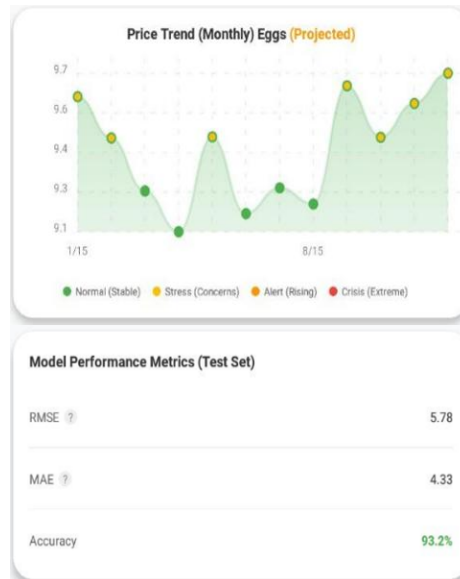 Price Trend (Monthly) Eggs (Projected)
9.7
9.6
9.4
9.3
9.1
1/15 8/15
Normal (Stable) Stress (Concerns) Alert (Rising) Crisis (Extreme)
Model Performance Metrics (Test Set)
RMSE ? 5.78
MAE ? 4.33
Accuracy 93.2%